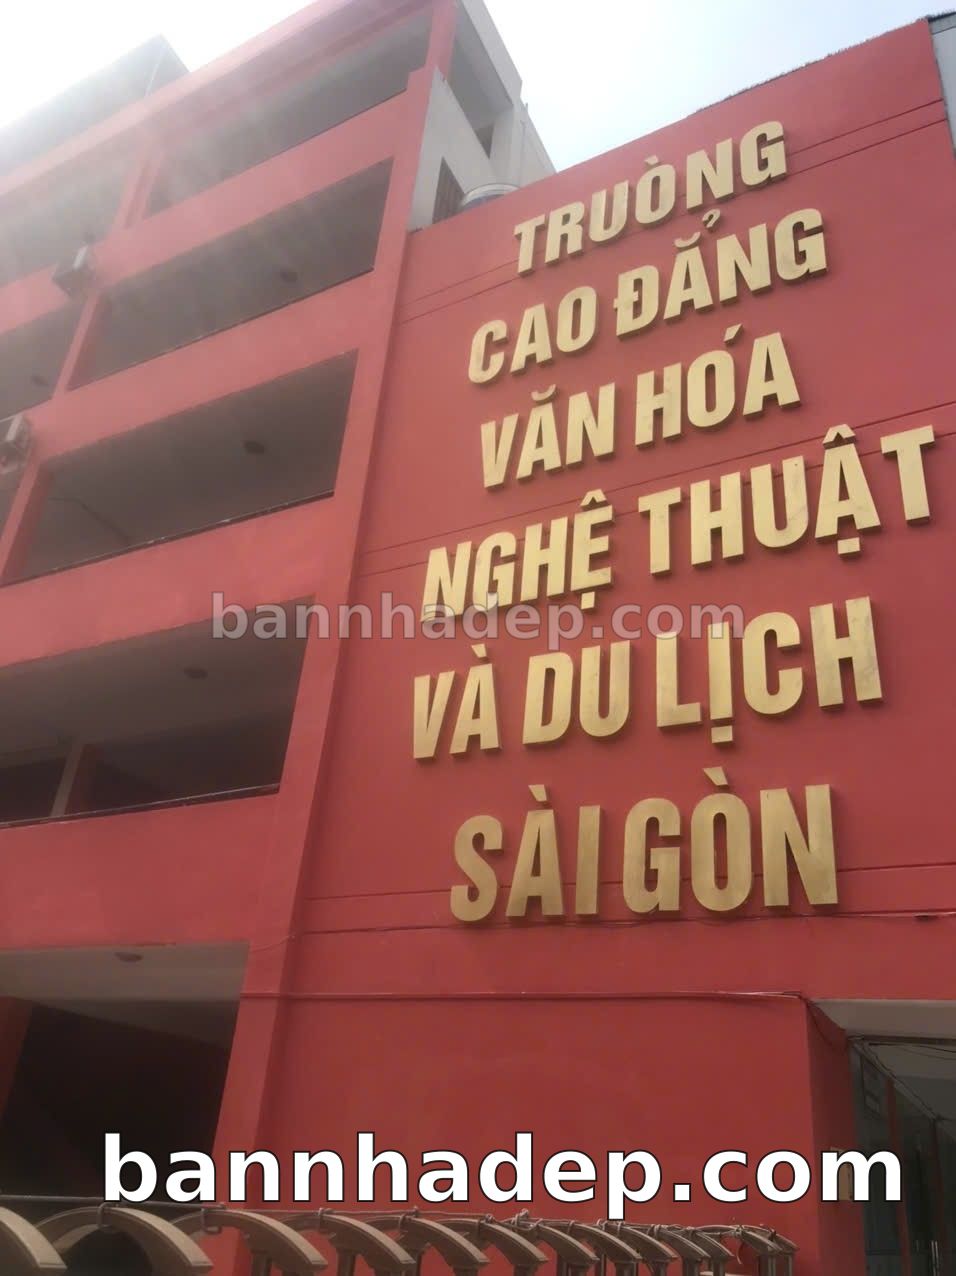 TRUÒNG
CAO ĐẲNG
VĂN HÓA
NGHỆ THUẬT
bannhadep.com
VÀ DU LỊCH
SÀI GÒN
bannhadep.com